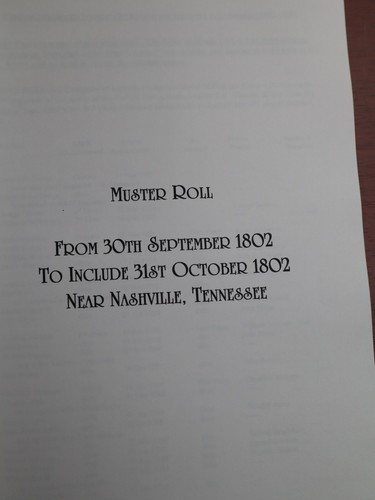 Muster Roll
From 30th September 1802
To Include 31st October 1802
Near Nashville, Tennessee